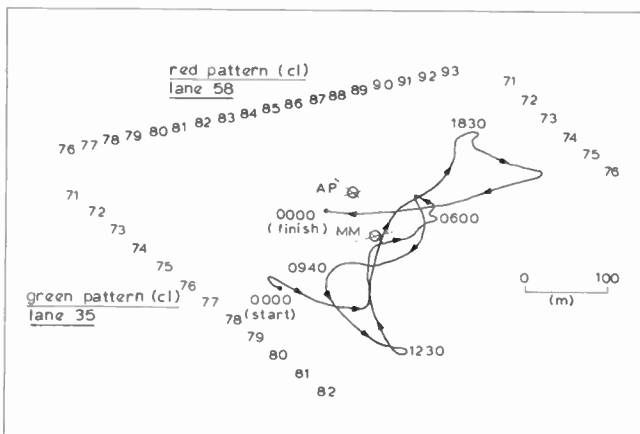 red pattern (cl)
lane 58
76 77 78 79 80 81 82 83 84 85 86 87 88 89 90 91 92 93
71
72
73
74
75
76
1830
AP
0000
(finish)
MM
0600
71
72
73
74
75
76
77
78
79
80
81
82
0940
green pattern (cl)
lane 35
0000
(start)
1230
0 100
(m)